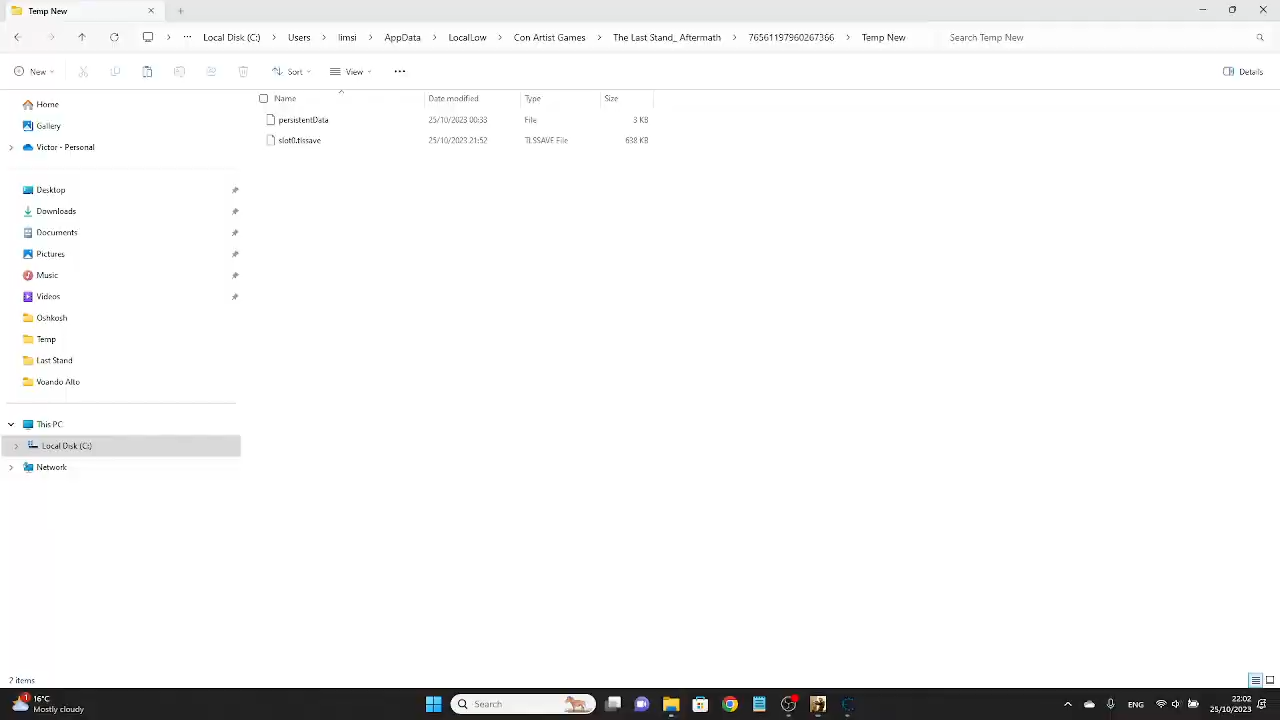 Temp New
Local Disk (C:) > Users > limsi > AppData > LocalLow > Con Artist Games > The Last Stand_ Aftermath > 76561197960267366 > Temp New
Search Temp New
New
Sort
View
Details
Name
Date modified
Type
Size
persistentData
25/10/2023 00:33
File
3 KB
slot0.tlssave
25/10/2023 21:52
TLSSAVE File
638 KB
Home
Gallery
Victor - Personal
Desktop
Downloads
Documents
Pictures
Music
Videos
Oshkosh
Temp
Last Stand
Voando Alto
This PC
Local Disk (C:)
Network
2 items
1
16°C
Mostly cloudy
Search
ENG
22:02
25/10/2023